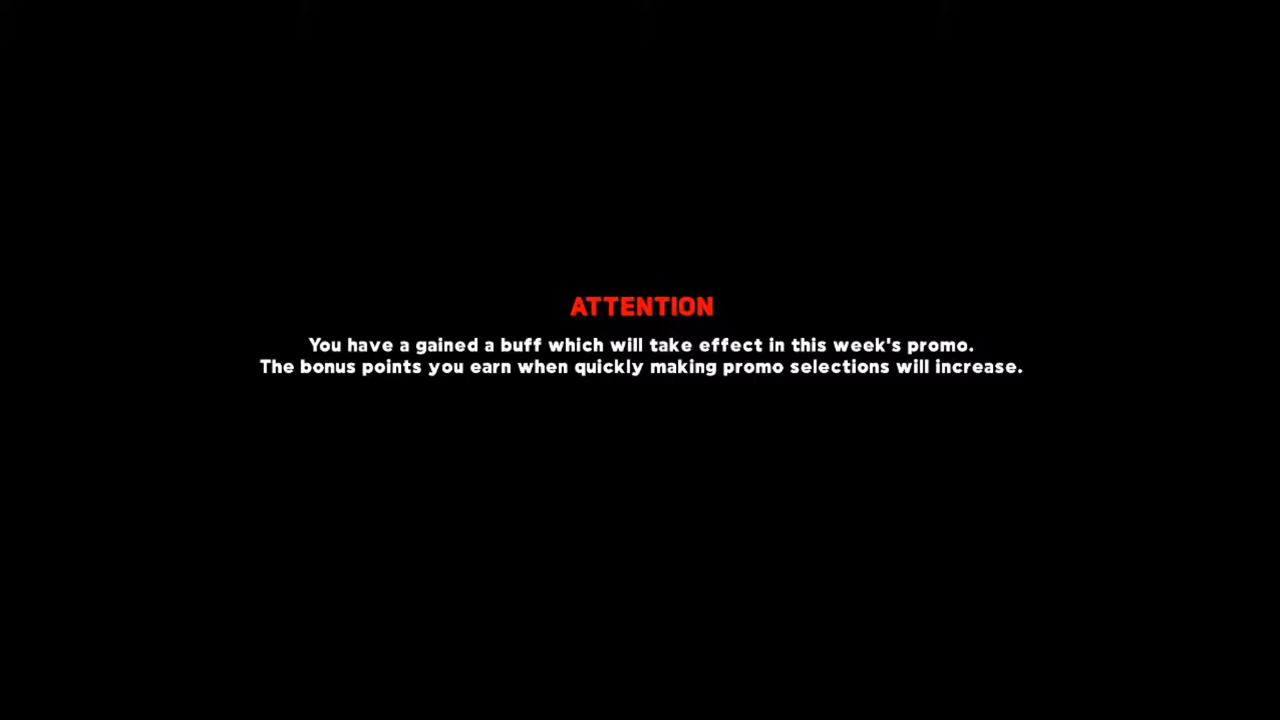 ATTENTION
You have a gained a buff which will take effect in this week's promo.
The bonus points you earn when quickly making promo selections will increase.